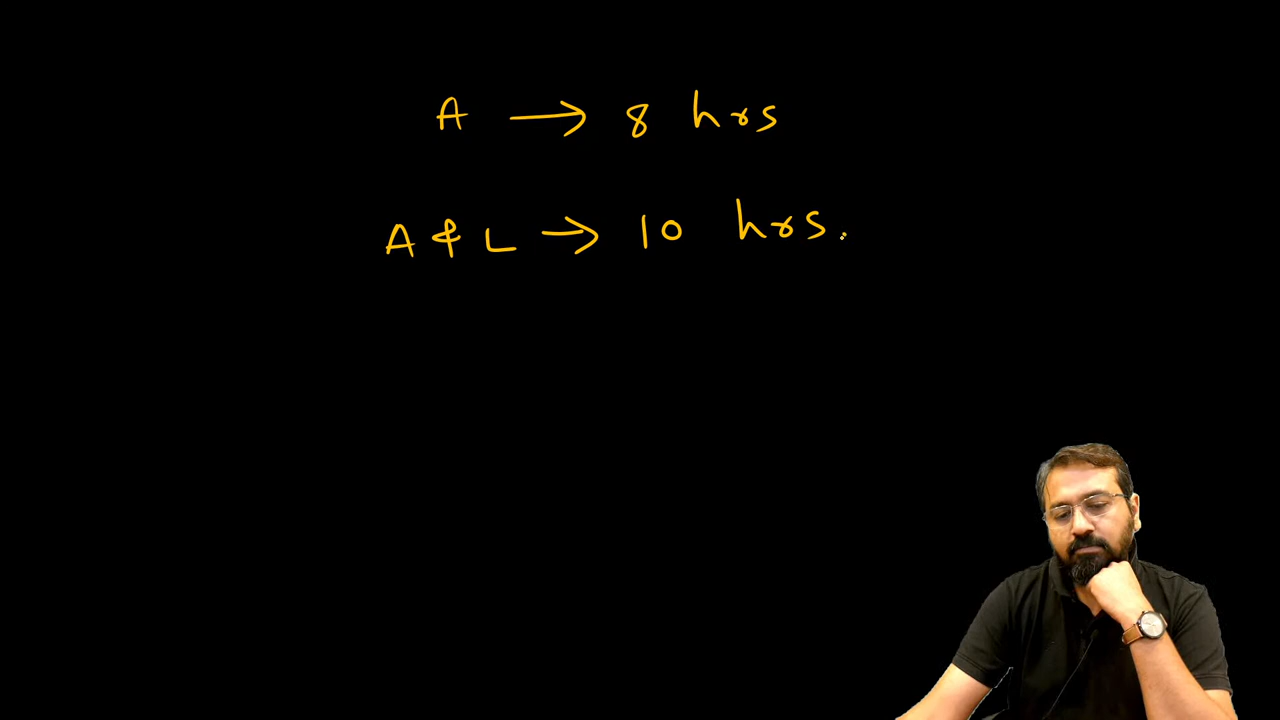 A → 8 hrs
A & L → 10 hrs.